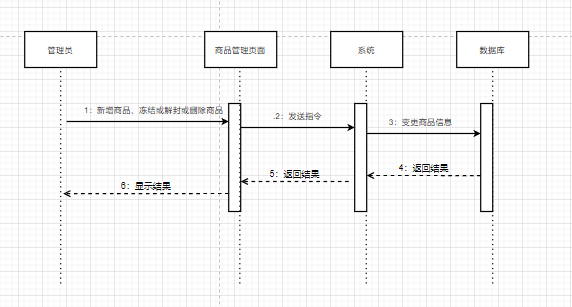 管理员
商品管理页面
系统
数据库
1：新增商品、冻结或解封或删除商品
.2：发送指令
3：变更商品信息
4：返回结果
5：返回结果
6：显示结果